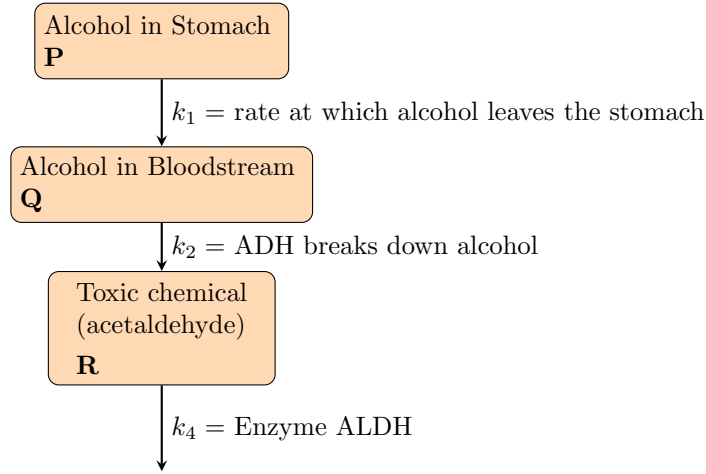 Alcohol in Stomach
P
k₁ = rate at which alcohol leaves the stomach
Alcohol in Bloodstream
Q
k₂ = ADH breaks down alcohol
Toxic chemical
(acetaldehyde)
R
k₄ = Enzyme ALDH